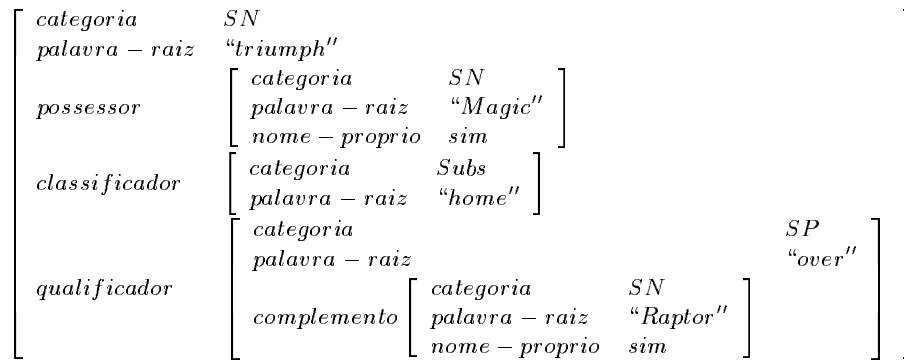 categoria SN
palavra − raiz “triumph″
possessor
categoria SN
palavra − raiz “Magic″
nome − proprio sim
classificador
categoria Subs
palavra − raiz “home″
qualificador
categoria SP
palavra − raiz “over″
complemento
categoria SN
palavra − raiz “Raptor″
nome − proprio sim